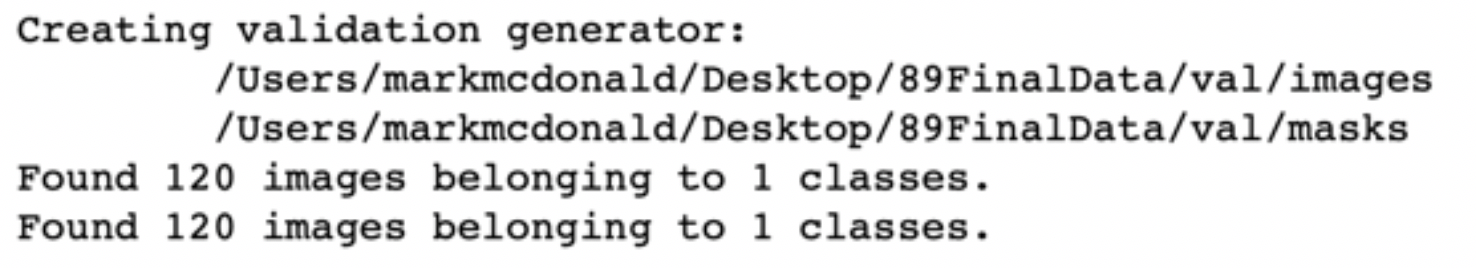 Creating validation generator:
/Users/markmcdonald/Desktop/89FinalData/val/images
/Users/markmcdonald/Desktop/89FinalData/val/masks
Found 120 images belonging to 1 classes.
Found 120 images belonging to 1 classes.